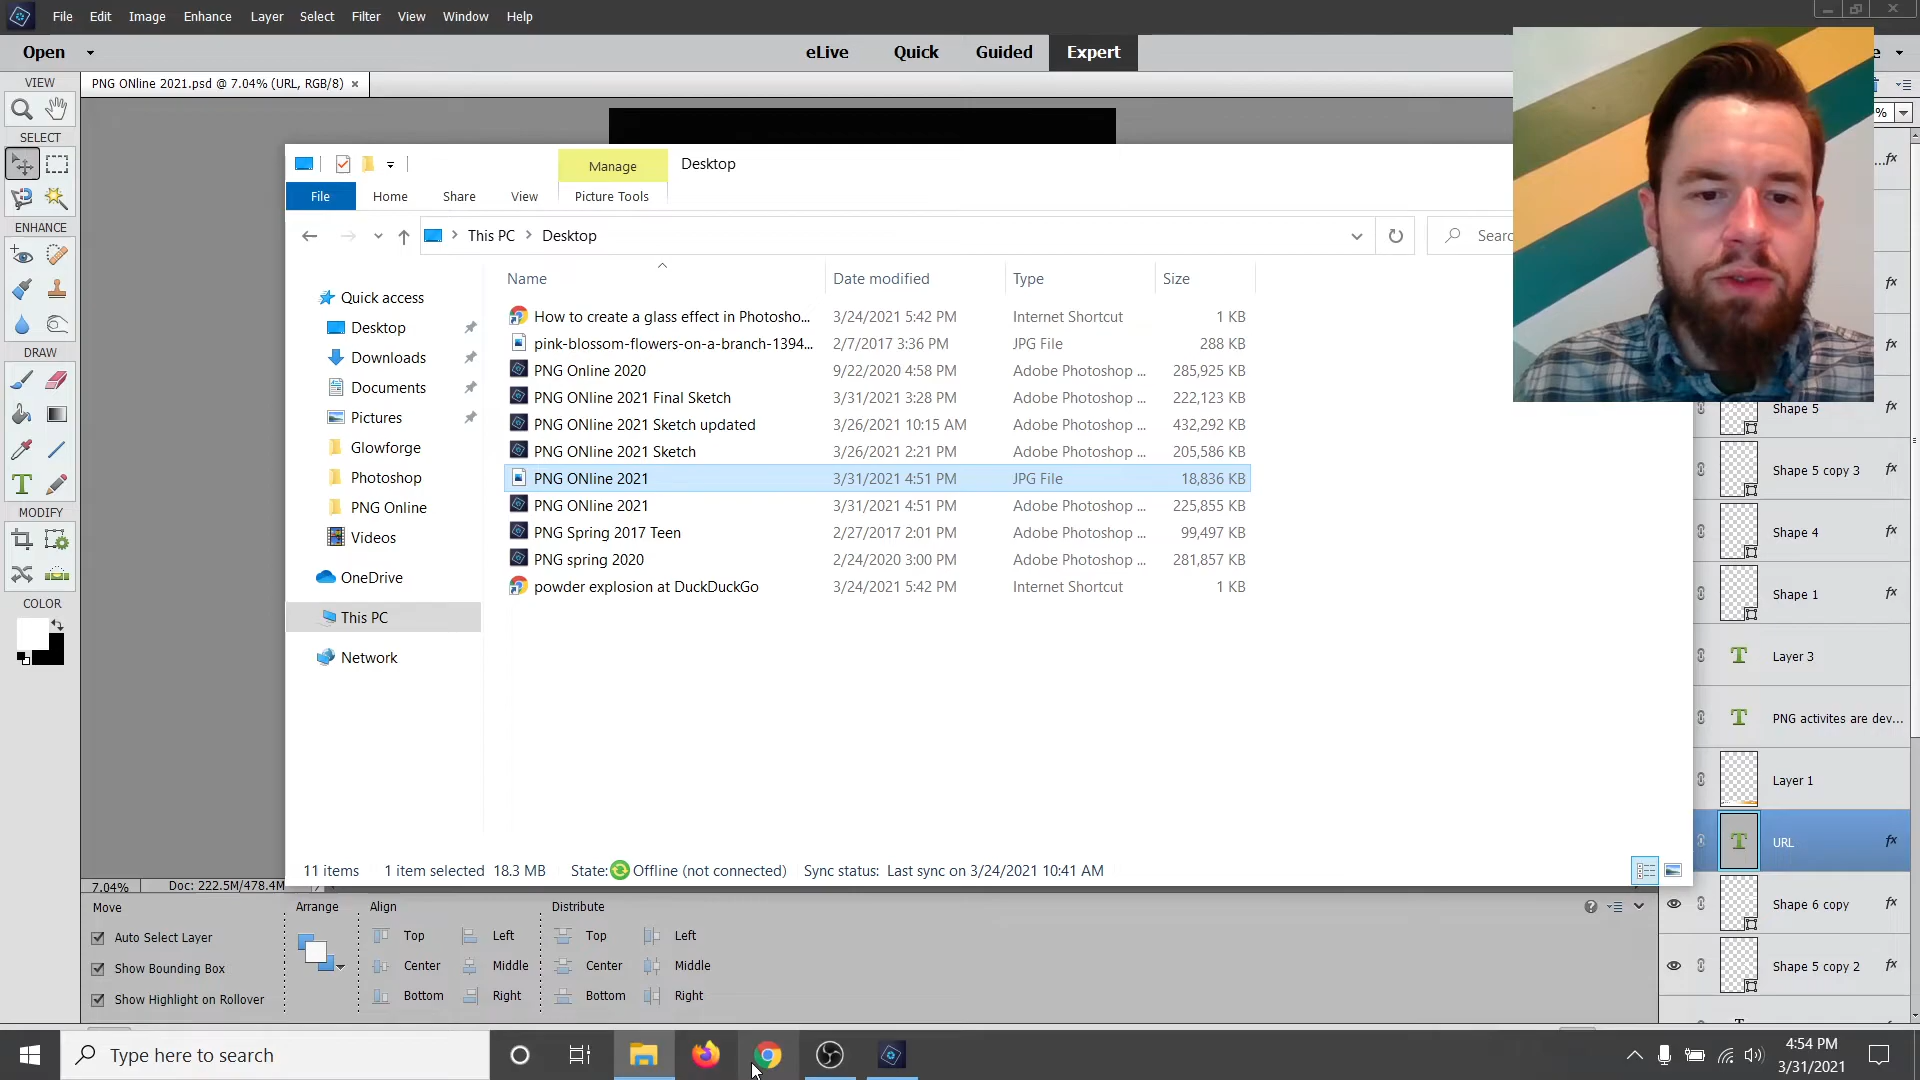 File Edit Image Enhance Layer Select Filter View Window Help
Open eLive Quick Guided Expert
VIEW
PNG ONline 2021.psd @ 7.04% (URL, RGB/8) ×
SELECT
ENHANCE
DRAW
MODIFY
COLOR
Manage Desktop
File Home Share View Picture Tools
This PC > Desktop
Name Date modified Type Size
Quick access
Desktop
Downloads
Documents
Pictures
Glowforge
Photoshop
PNG Online
Videos
OneDrive
This PC
Network
How to create a glass effect in Photosho... 3/24/2021 5:42 PM Internet Shortcut 1 KB
pink-blossom-flowers-on-a-branch-1394... 2/7/2017 3:36 PM JPG File 288 KB
PNG Online 2020 9/22/2020 4:58 PM Adobe Photoshop ... 285,925 KB
PNG ONline 2021 Final Sketch 3/31/2021 3:28 PM Adobe Photoshop ... 222,123 KB
PNG ONline 2021 Sketch updated 3/26/2021 10:15 AM Adobe Photoshop ... 432,292 KB
PNG ONline 2021 Sketch 3/26/2021 2:21 PM Adobe Photoshop ... 205,586 KB
PNG ONline 2021 3/31/2021 4:51 PM JPG File 18,836 KB
PNG ONline 2021 3/31/2021 4:51 PM Adobe Photoshop ... 225,855 KB
PNG Spring 2017 Teen 2/27/2017 2:01 PM Adobe Photoshop ... 99,497 KB
PNG spring 2020 2/24/2020 3:00 PM Adobe Photoshop ... 281,857 KB
powder explosion at DuckDuckGo 3/24/2021 5:42 PM Internet Shortcut 1 KB
11 items 1 item selected 18.3 MB State: Offline (not connected) Sync status: Last sync on 3/24/2021 10:41 AM
%
...fx
fx
fx
Shape 5 fx
Shape 5 copy 3 fx
Shape 4 fx
Shape 1 fx
T Layer 3
T PNG activites are dev...
Layer 1
T URL fx
Shape 6 copy fx
Shape 5 copy 2 fx
7.04% Doc: 222.5M/478.4M
Move Arrange Align Distribute
Auto Select Layer Top Left Top Left
Show Bounding Box Center Middle Center Middle
Show Highlight on Rollover Bottom Right Bottom Right
Type here to search
4:54 PM
3/31/2021